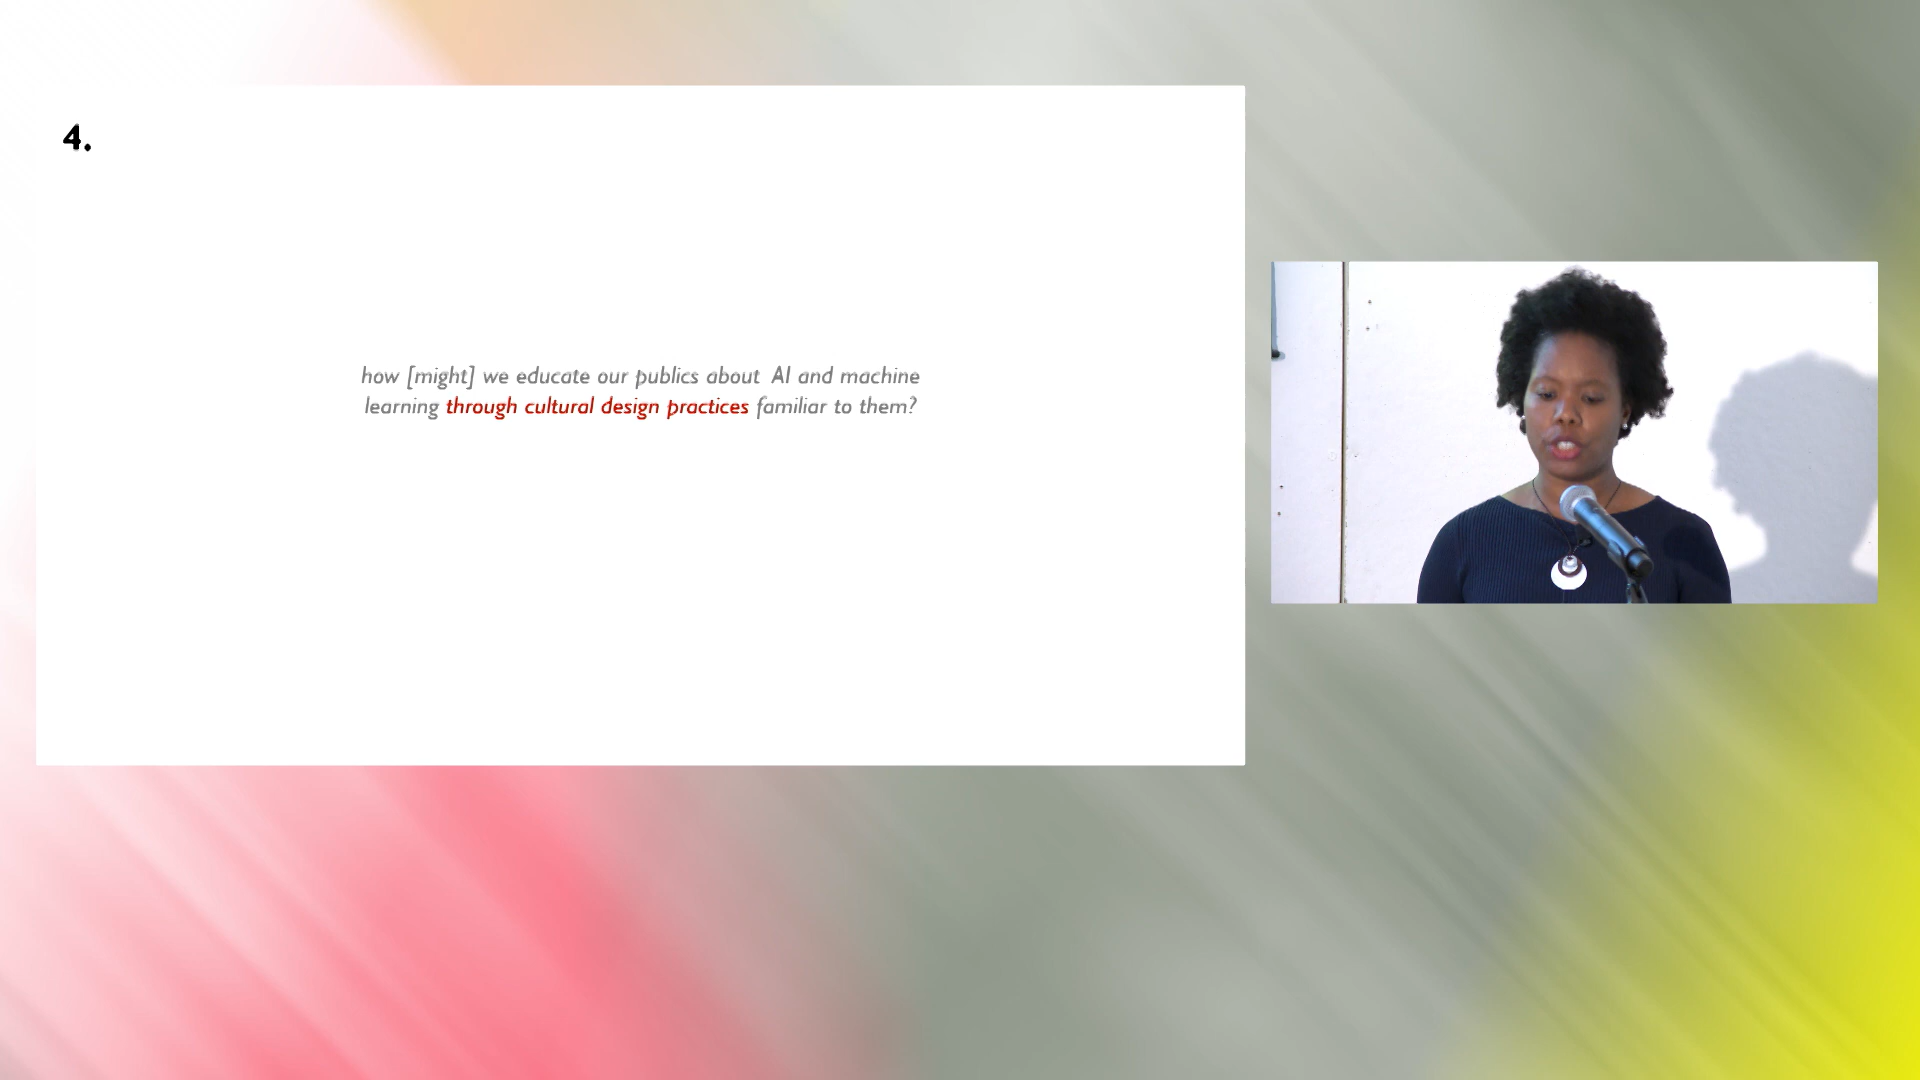 4.
how [might] we educate our publics about AI and machine
learning through cultural design practices familiar to them?